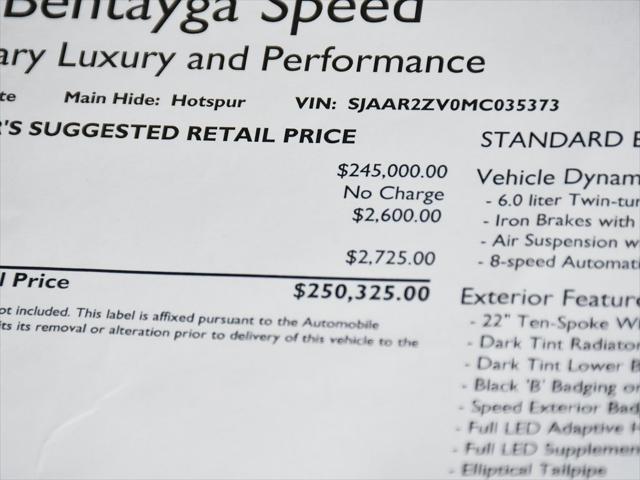 Bentayga Speed
ary Luxury and Performance
te Main Hide: Hotspur VIN: SJAAR2ZV0MC035373
'S SUGGESTED RETAIL PRICE
$245,000.00
No Charge
$2,600.00
$2,725.00
l Price $250,325.00
ot included. This label is affixed pursuant to the Automobile
its its removal or alteration prior to delivery of this vehicle to the
STANDARD E
Vehicle Dynam
- 6.0 liter Twin-tur
- Iron Brakes with
- Air Suspension w
- 8-speed Automati
Exterior Feature
- 22" Ten-Spoke W
- Dark Tint Radiator
- Dark Tint Lower B
- Black 'B' Badging on
- Speed Exterior Bad
- Full LED Adaptive H
- Full LED Supplemen
- Elliptical Tailpipe